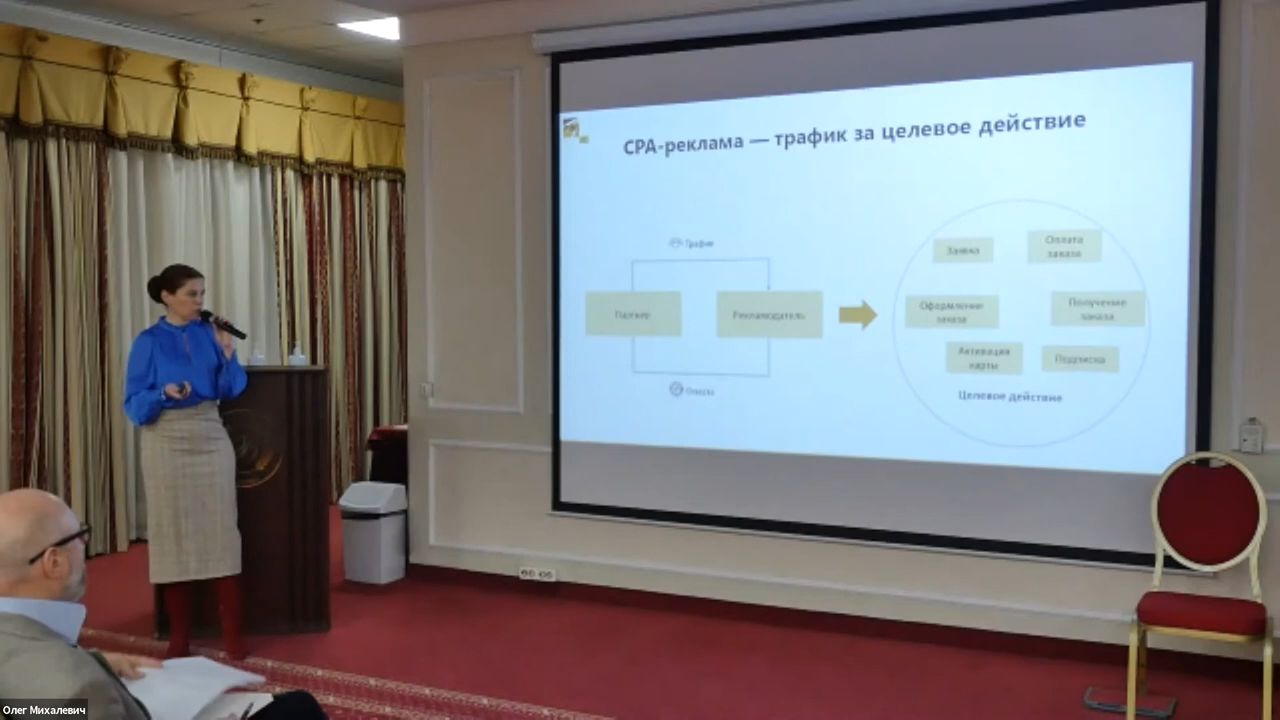 CPA-реклама — трафик за целевое действие
Трафик
Партнер
Рекламодатель
Оплата
Заявка
Оплата
заказа
Оформление
заказа
Получение
заказа
Активация
карты
Подписка
Целевое действие
Олег Михалевич